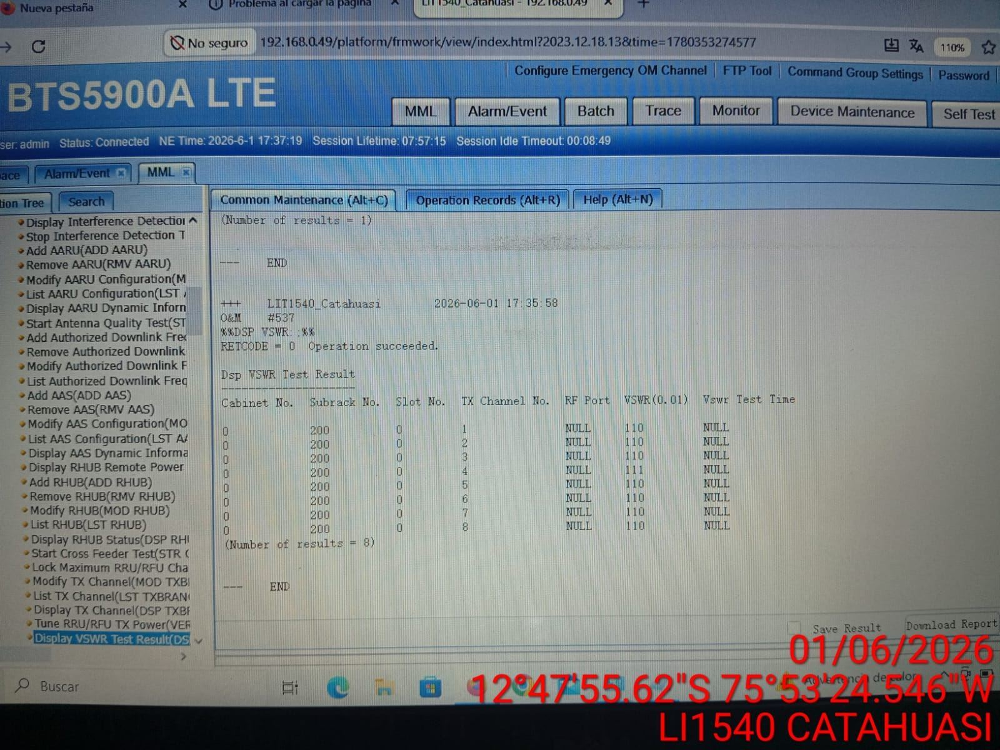 Nueva pestaña
Problema al cargar la pagina
LIT1540_Catahuasi - 192.168.0.49
No seguro
192.168.0.49/platform/frmwork/view/index.html?2023.12.18.13&time=1780353274577
110%
Configure Emergency OM Channel
FTP Tool
Command Group Settings
Password
BTS5900A LTE
MML
Alarm/Event
Batch
Trace
Monitor
Device Maintenance
Self Test
ser: admin Status: Connected NE Time: 2026-6-1 17:37:19 Session Lifetime: 07:57:15 Session Idle Timeout: 00:08:49
ace
Alarm/Event
MML
tion Tree
Search
Common Maintenance (Alt+C)
Operation Records (Alt+R)
Help (Alt+N)
Display Interference Detection
Stop Interference Detection T
Add AARU(ADD AARU)
Remove AARU(RMV AARU)
Modify AARU Configuration(M
List AARU Configuration(LST
Display AARU Dynamic Inforn
Start Antenna Quality Test(ST
Add Authorized Downlink Fre
Remove Authorized Downlink
Modify Authorized Downlink F
List Authorized Downlink Freq
Add AAS(ADD AAS)
Remove AAS(RMV AAS)
Modify AAS Configuration(MO
List AAS Configuration(LST AA
Display AAS Dynamic Informa
Display RHUB Remote Power
Add RHUB(ADD RHUB)
Remove RHUB(RMV RHUB)
Modify RHUB(MOD RHUB)
List RHUB(LST RHUB)
Display RHUB Status(DSP RHI
Start Cross Feeder Test(STR C
Lock Maximum RRU/RFU Cha
Modify TX Channel(MOD TXBI
List TX Channel(LST TXBRAN
Display TX Channel(DSP TXBF
Tune RRU/RFU TX Power(VER
Display VSWR Test Result(DS
(Number of results = 1)
--- END
+++ LIT1540_Catahuasi 2026-06-01 17:35:58
O&M #537
%%DSP VSWR: ;%%
RETCODE = 0 Operation succeeded.
Dsp VSWR Test Result
--------------------
Cabinet No. Subrack No. Slot No. TX Channel No. RF Port VSWR(0.01) Vswr Test Time
0 200 0 1 NULL 110 NULL
0 200 0 2 NULL 110 NULL
0 200 0 3 NULL 110 NULL
0 200 0 4 NULL 111 NULL
0 200 0 5 NULL 110 NULL
0 200 0 6 NULL 110 NULL
0 200 0 7 NULL 110 NULL
0 200 0 8 NULL 110 NULL
(Number of results = 8)
--- END
Save Result
Download Report
Buscar
01/06/2026
12°47'55.62"S 75°53'24.546"W
LI1540 CATAHUASI